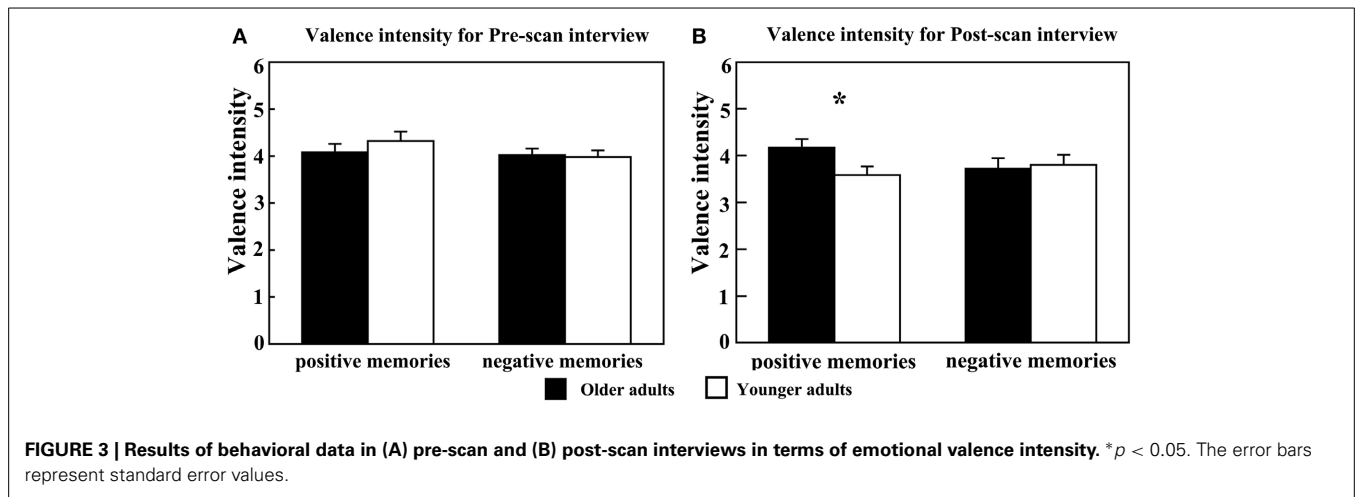 A Valence intensity for Pre-scan interview
Valence intensity
6
5
4
3
2
1
0
positive memories negative memories
B Valence intensity for Post-scan interview
Valence intensity
6
5
4
3
2
1
0
*
positive memories negative memories
Older adults Younger adults
FIGURE 3 | Results of behavioral data in (A) pre-scan and (B) post-scan interviews in terms of emotional valence intensity. *p < 0.05. The error bars
represent standard error values.